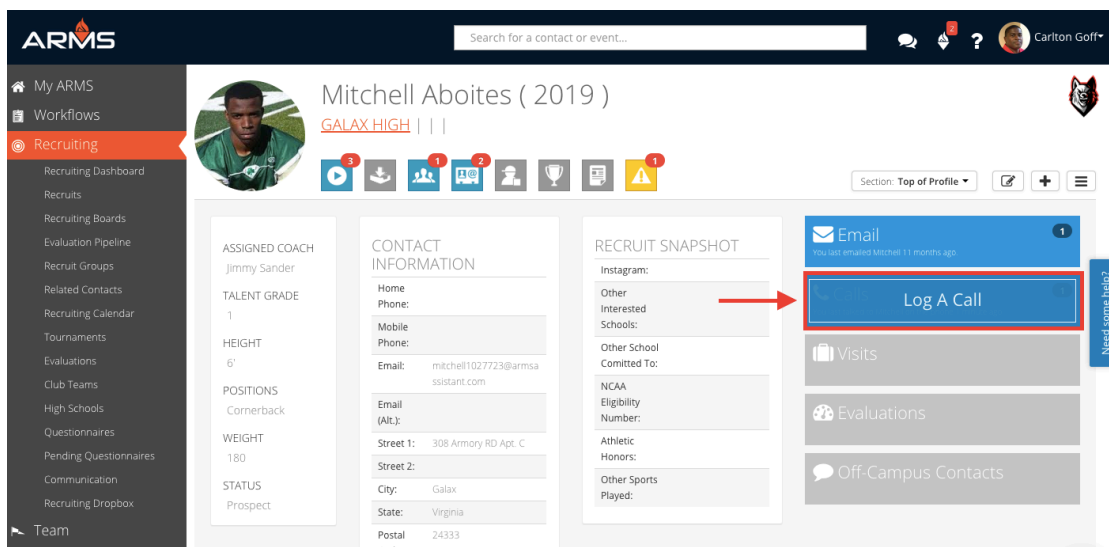 ARMS
Search for a contact or event...
2
?
Carlton Goff
My ARMS
Workflows
Recruiting
Recruiting Dashboard
Recruits
Recruiting Boards
Evaluation Pipeline
Recruit Groups
Related Contacts
Recruiting Calendar
Tournaments
Evaluations
Club Teams
High Schools
Questionnaires
Pending Questionnaires
Communication
Recruiting Dropbox
Team
Mitchell Aboites ( 2019 )
GALAX HIGH | | |
3
1
2
1
Section: Top of Profile
ASSIGNED COACH
Jimmy Sander
TALENT GRADE
1
HEIGHT
6'
POSITIONS
Cornerback
WEIGHT
180
STATUS
Prospect
CONTACT
INFORMATION
Home
Phone:
Mobile
Phone:
Email: mitchell1027723@armsa
ssistant.com
Email
(Alt.):
Street 1: 308 Armory RD Apt. C
Street 2:
City: Galax
State: Virginia
Postal 24333
RECRUIT SNAPSHOT
Instagram:
Other
Interested
Schools:
Other School
Comitted To:
NCAA
Eligibility
Number:
Athletic
Honors:
Other Sports
Played:
Email 1
You last emailed Mitchell 11 months ago.
Calls 1
Log A Call
Visits
Evaluations
Off-Campus Contacts
Need some help?